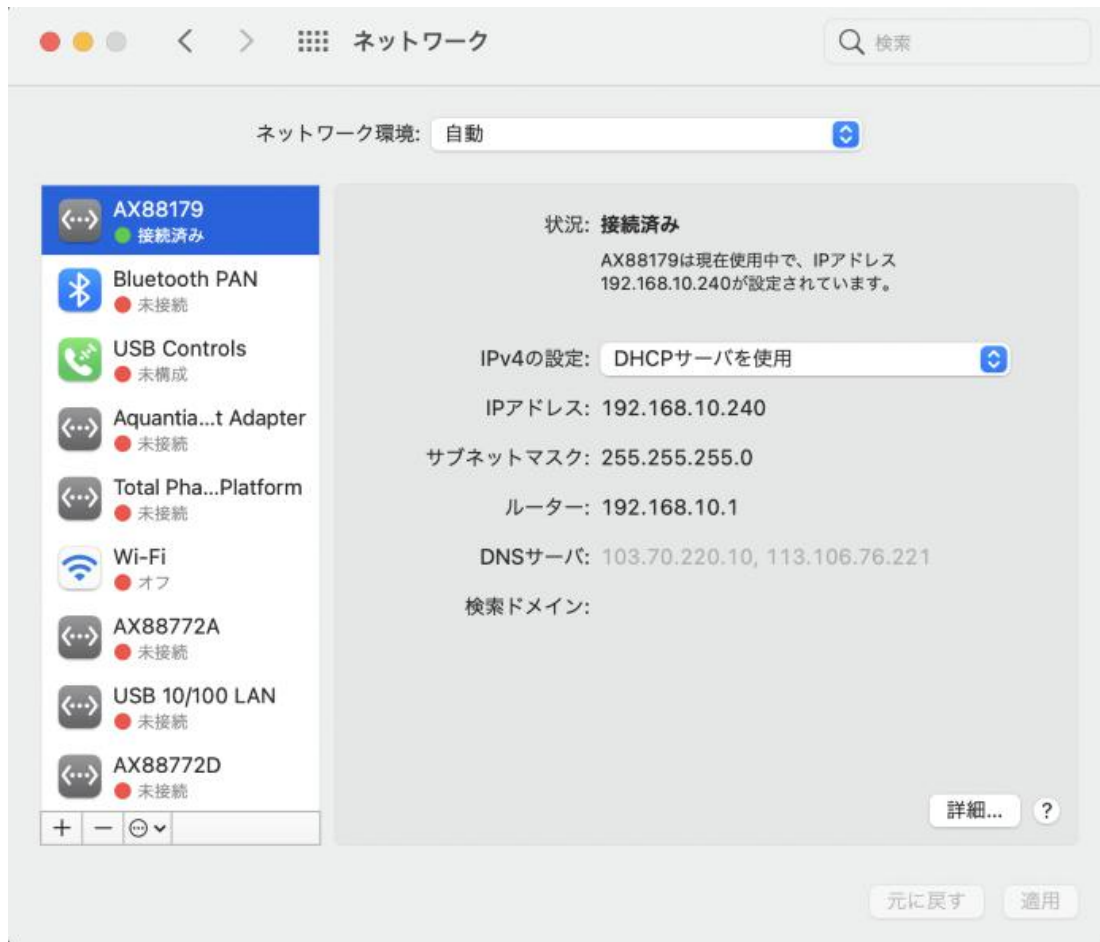 ネットワーク
検索
ネットワーク環境: 自動
AX88179
接続済み
Bluetooth PAN
未接続
USB Controls
未構成
Aquantia...t Adapter
未接続
Total Pha...Platform
未接続
Wi-Fi
オフ
AX88772A
未接続
USB 10/100 LAN
未接続
AX88772D
未接続
状況: 接続済み
AX88179は現在使用中で、IPアドレス
192.168.10.240が設定されています。
IPv4の設定: DHCPサーバを使用
IPアドレス: 192.168.10.240
サブネットマスク: 255.255.255.0
ルーター: 192.168.10.1
DNSサーバ: 103.70.220.10, 113.106.76.221
検索ドメイン:
詳細... ?
元に戻す 適用